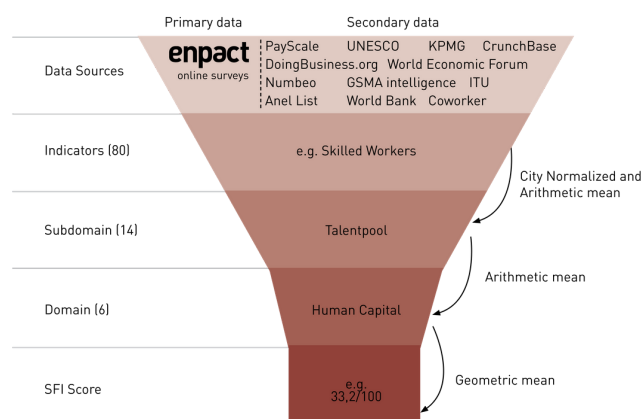 Primary data Secondary data
enpact
online surveys
PayScale UNESCO KPMG CrunchBase
DoingBusiness.org World Economic Forum
Numbeo GSMA intelligence ITU
Anel List World Bank Coworker
Data Sources
Indicators (80)
e.g. Skilled Workers
City Normalized and
Arithmetic mean
Subdomain (14)
Talentpool
Arithmetic mean
Domain (6)
Human Capital
Geometric mean
SFI Score
e.g.
33,2/100